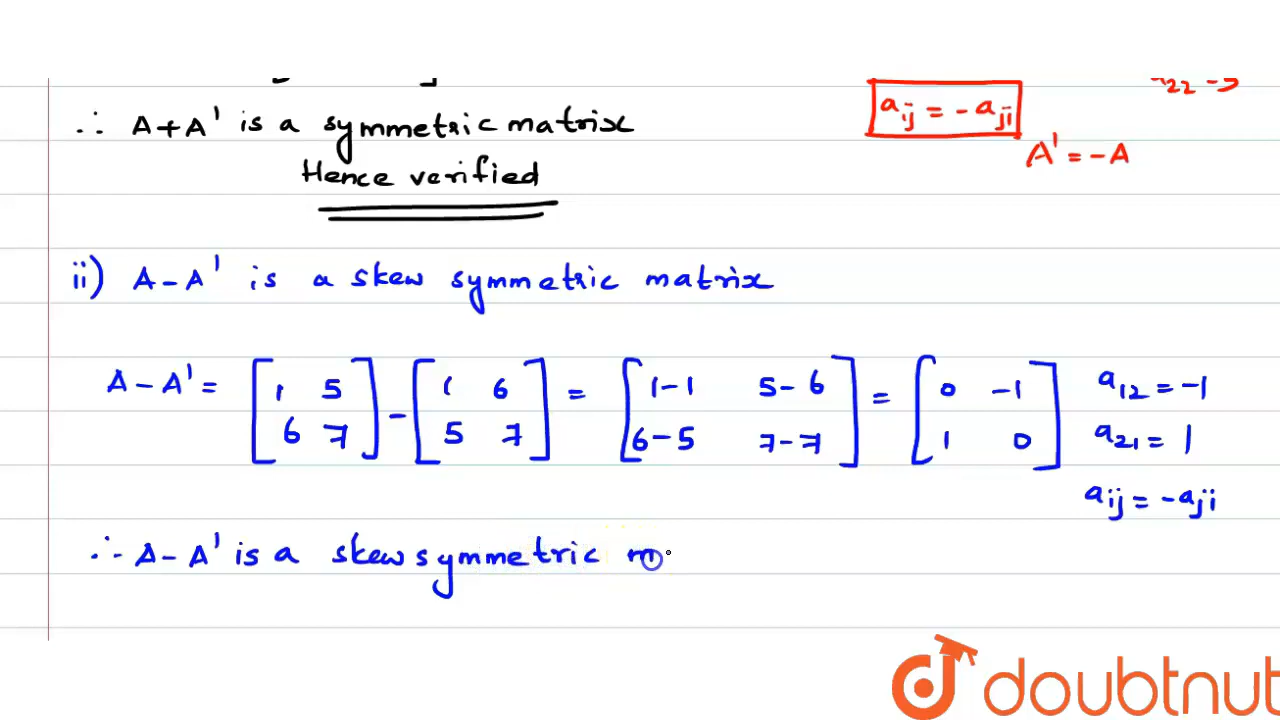 a22 = 5
∴ A+A' is a symmetric matrix
aij = -aji
A' = -A
Hence verified
ii) A-A' is a skew symmetric matrix
A-A' = [1 5 6 7] - [1 6 5 7] = [1-1 5-6 6-5 7-7] = [0 -1 1 0]
a12 = -1
a21 = 1
aij = -aji
∴ A-A' is a skew symmetric m
doubtnut